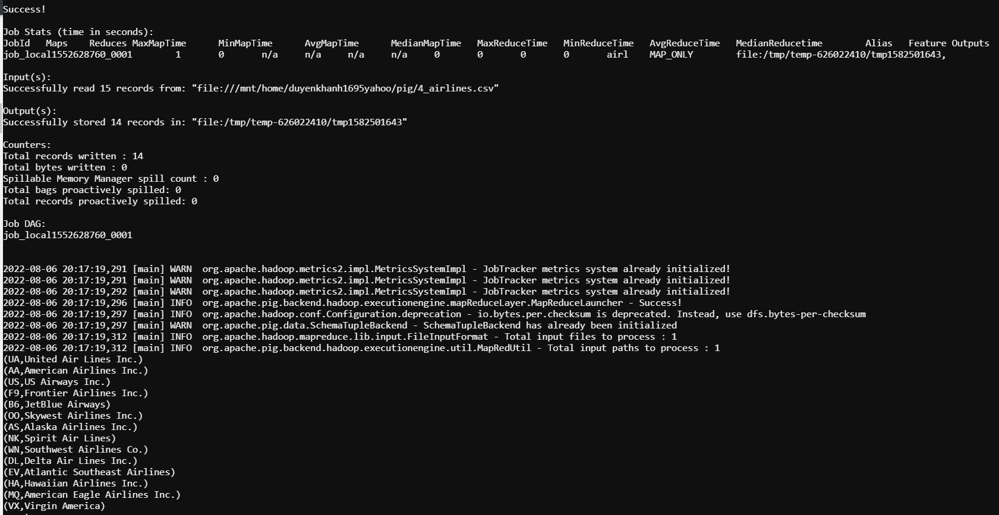 Success!
Job Stats (time in seconds):
JobId Maps Reduces MaxMapTime MinMapTime AvgMapTime MedianMapTime MaxReduceTime MinReduceTime AvgReduceTime MedianReducetime Alias Feature Outputs
job_local1552628760_0001 1 0 n/a n/a n/a n/a 0 0 0 0 airl MAP_ONLY file:/tmp/temp-626022410/tmp1582501643,
Input(s):
Successfully read 15 records from: "file:///mnt/home/duyenkhanh1695yahoo/pig/4_airlines.csv"
Output(s):
Successfully stored 14 records in: "file:/tmp/temp-626022410/tmp1582501643"
Counters:
Total records written : 14
Total bytes written : 0
Spillable Memory Manager spill count : 0
Total bags proactively spilled: 0
Total records proactively spilled: 0
Job DAG:
job_local1552628760_0001
2022-08-06 20:17:19,291 [main] WARN  org.apache.hadoop.metrics2.impl.MetricsSystemImpl - JobTracker metrics system already initialized!
2022-08-06 20:17:19,291 [main] WARN  org.apache.hadoop.metrics2.impl.MetricsSystemImpl - JobTracker metrics system already initialized!
2022-08-06 20:17:19,292 [main] WARN  org.apache.hadoop.metrics2.impl.MetricsSystemImpl - JobTracker metrics system already initialized!
2022-08-06 20:17:19,296 [main] INFO  org.apache.pig.backend.hadoop.executionengine.mapReduceLayer.MapReduceLauncher - Success!
2022-08-06 20:17:19,297 [main] INFO  org.apache.hadoop.conf.Configuration.deprecation - io.bytes.per.checksum is deprecated. Instead, use dfs.bytes-per-checksum
2022-08-06 20:17:19,297 [main] WARN  org.apache.pig.data.SchemaTupleBackend - SchemaTupleBackend has already been initialized
2022-08-06 20:17:19,312 [main] INFO  org.apache.hadoop.mapreduce.lib.input.FileInputFormat - Total input files to process : 1
2022-08-06 20:17:19,312 [main] INFO  org.apache.pig.backend.hadoop.executionengine.util.MapRedUtil - Total input paths to process : 1
(UA,United Air Lines Inc.)
(AA,American Airlines Inc.)
(US,US Airways Inc.)
(F9,Frontier Airlines Inc.)
(B6,JetBlue Airways)
(OO,Skywest Airlines Inc.)
(AS,Alaska Airlines Inc.)
(NK,Spirit Air Lines)
(WN,Southwest Airlines Co.)
(DL,Delta Air Lines Inc.)
(EV,Atlantic Southeast Airlines)
(HA,Hawaiian Airlines Inc.)
(MQ,American Eagle Airlines Inc.)
(VX,Virgin America)